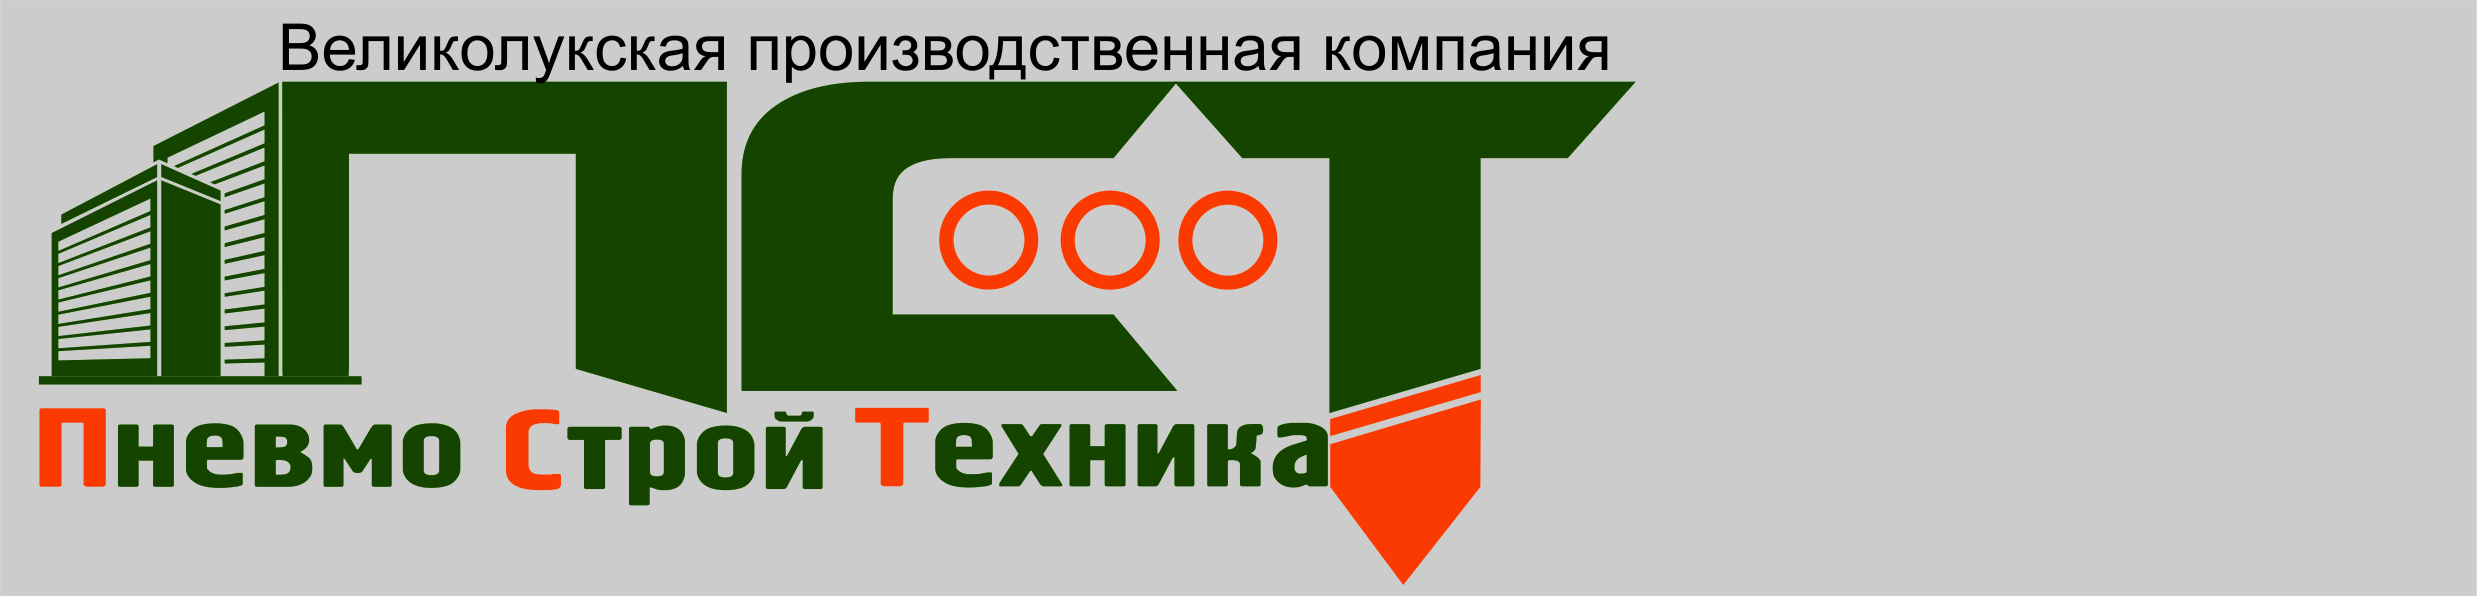 Великолукская производственная компания
ПСТ
Пневмо Строй Техника